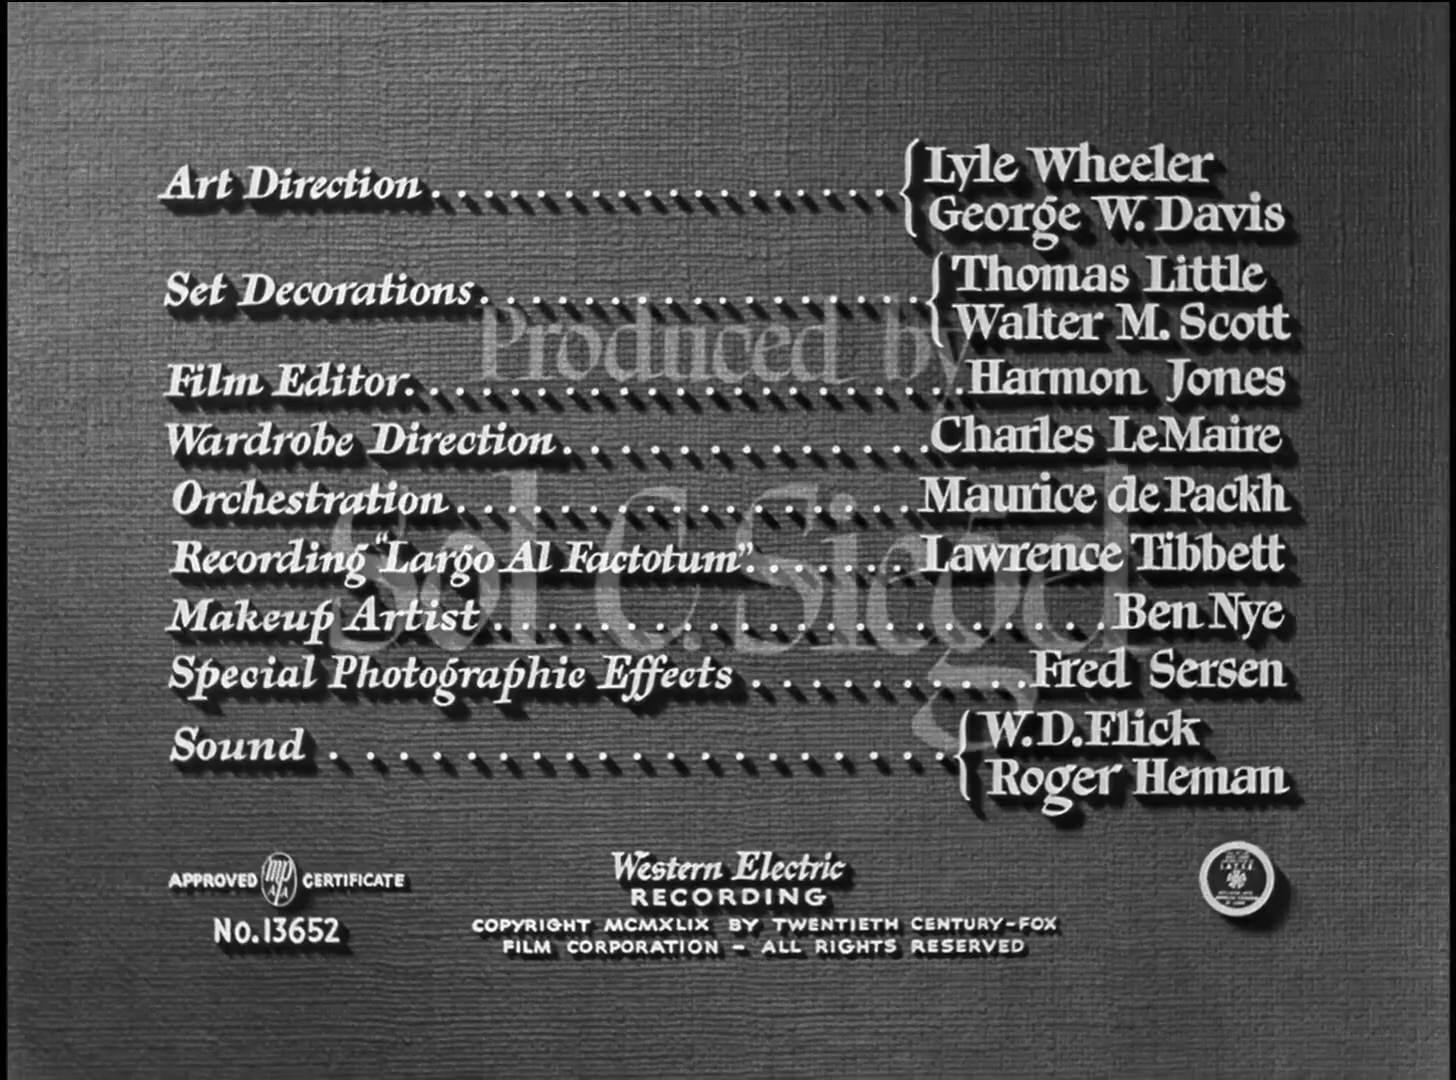 Art Direction.................. Lyle Wheeler
George W. Davis
Set Decorations................. Thomas Little
Walter M. Scott
Produced by
Film Editor......................Harmon Jones
Wardrobe Direction..............Charles LeMaire
Orchestration..................Maurice de Packh
Sol C. Siegel
Recording "Largo Al Factotum"....... Lawrence Tibbett
Makeup Artist.......................Ben Nye
Special Photographic Effects...........Fred Sersen
Sound................... W.D.Flick
Roger Heman
APPROVED MPAA CERTIFICATE
No.13652
Western Electric
RECORDING
COPYRIGHT MCMXLIX BY TWENTIETH CENTURY-FOX
FILM CORPORATION - ALL RIGHTS RESERVED
I.A.T.S.E.